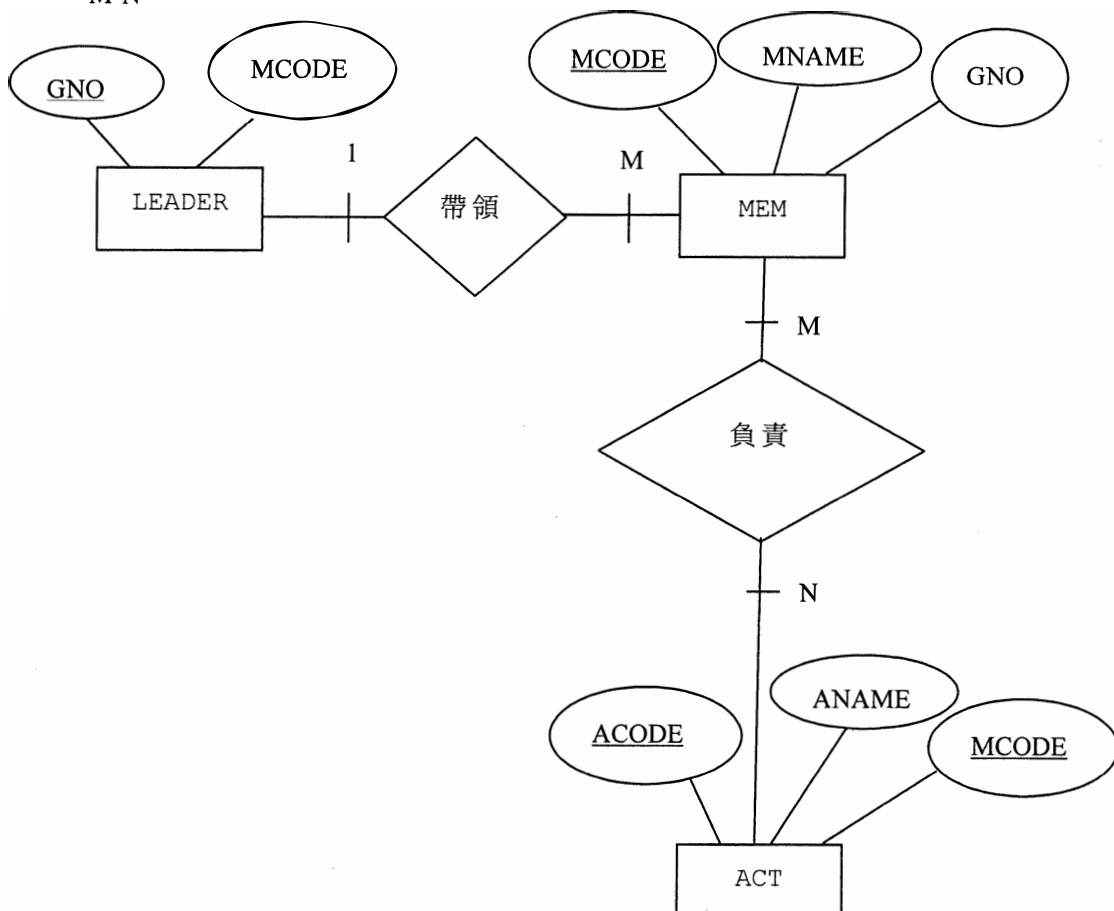 GNO
MCODE
MCODE
MNAME
GNO
LEADER
1
帶領
M
MEM
M
負責
N
ACODE
ANAME
MCODE
ACT